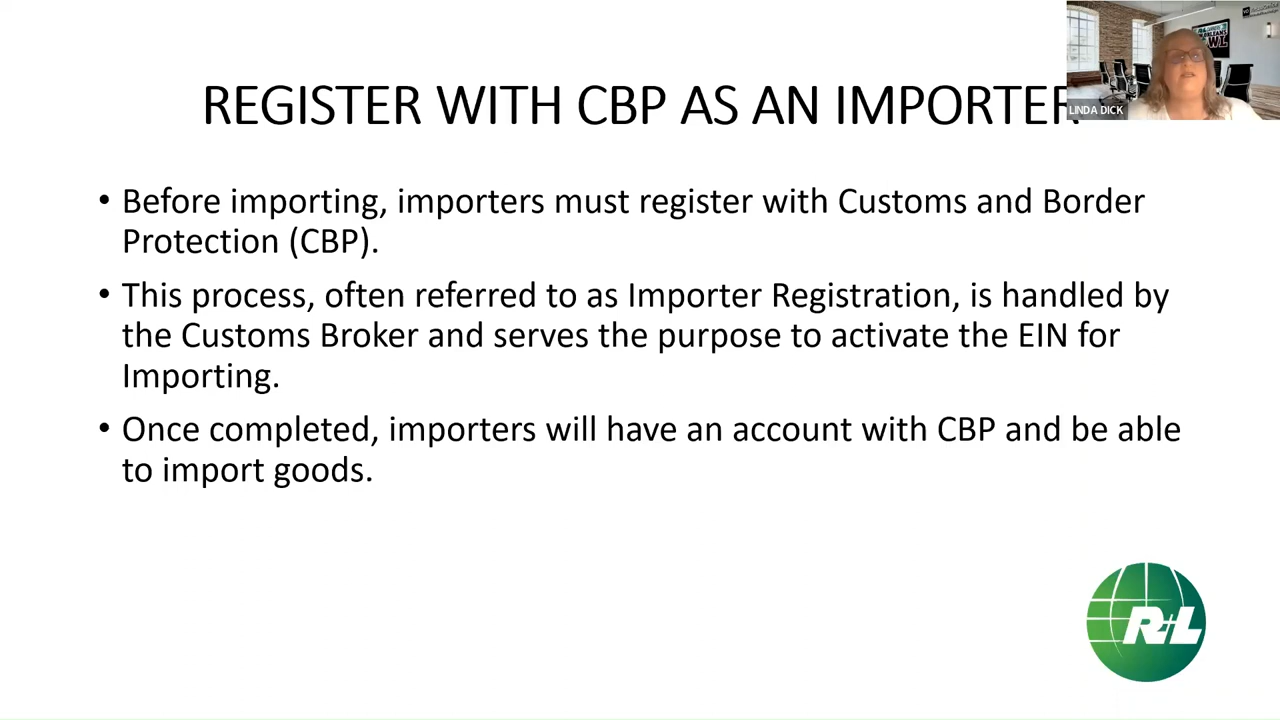 REGISTER WITH CBP AS AN IMPORTER
LINDA DICK
• Before importing, importers must register with Customs and Border
Protection (CBP).
• This process, often referred to as Importer Registration, is handled by
the Customs Broker and serves the purpose to activate the EIN for
Importing.
• Once completed, importers will have an account with CBP and be able
to import goods.
R+L